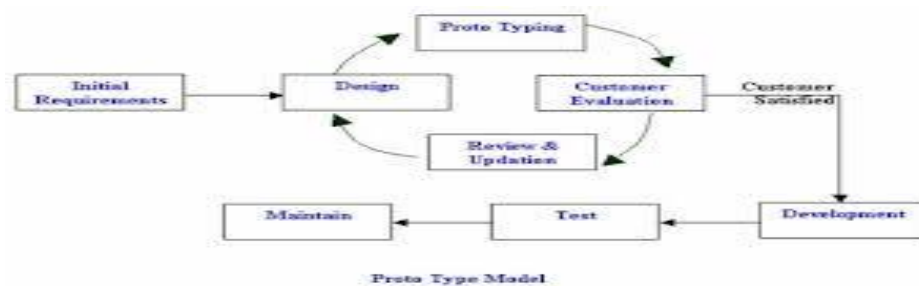 Proto Typing
Initial
Requirements
Design
Customer
Evaluation
Customer
Satisfied
Review &
Updation
Maintain
Test
Development
Proto Type Model